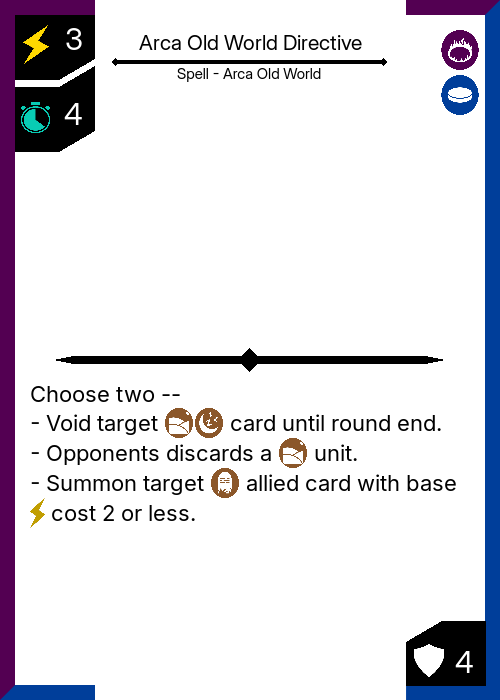 3
Arca Old World Directive
Spell - Arca Old World
4
Choose two --
- Void target card until round end.
- Opponents discards a unit.
- Summon target allied card with base
cost 2 or less.
4